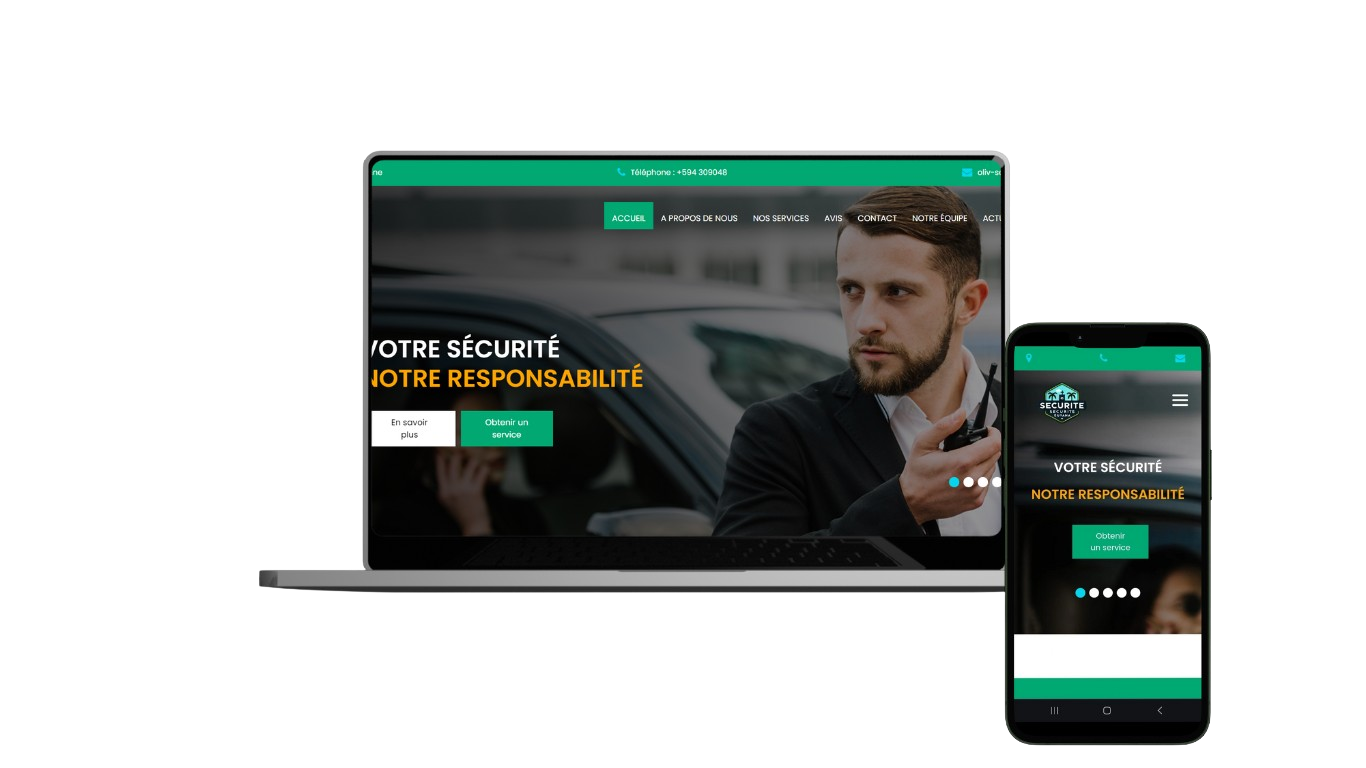 ne
Téléphone : +594 309048
oliv-sé
ACCUEIL
A PROPOS DE NOUS
NOS SERVICES
AVIS
CONTACT
NOTRE ÉQUIPE
ACTU
VOTRE SÉCURITÉ
NOTRE RESPONSABILITÉ
En savoir
plus
Obtenir un
service
SECURITE
SECURITE
VOTRE SÉCURITÉ
NOTRE RESPONSABILITÉ
Obtenir
un service